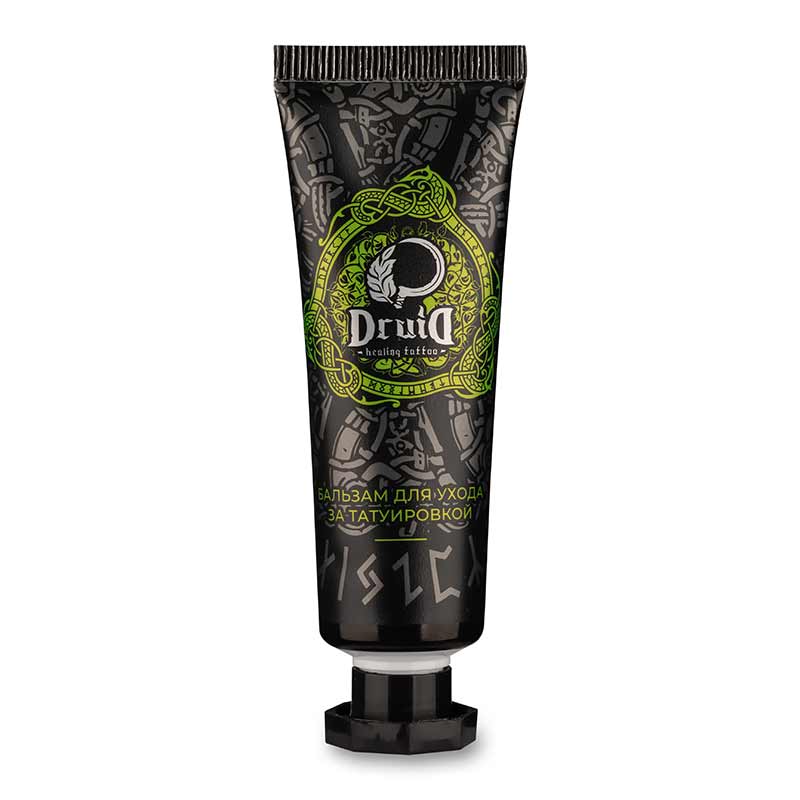 DruiD
- healing tattoo -
БАЛЬЗАМ ДЛЯ УХОДА
ЗА ТАТУИРОВКОЙ